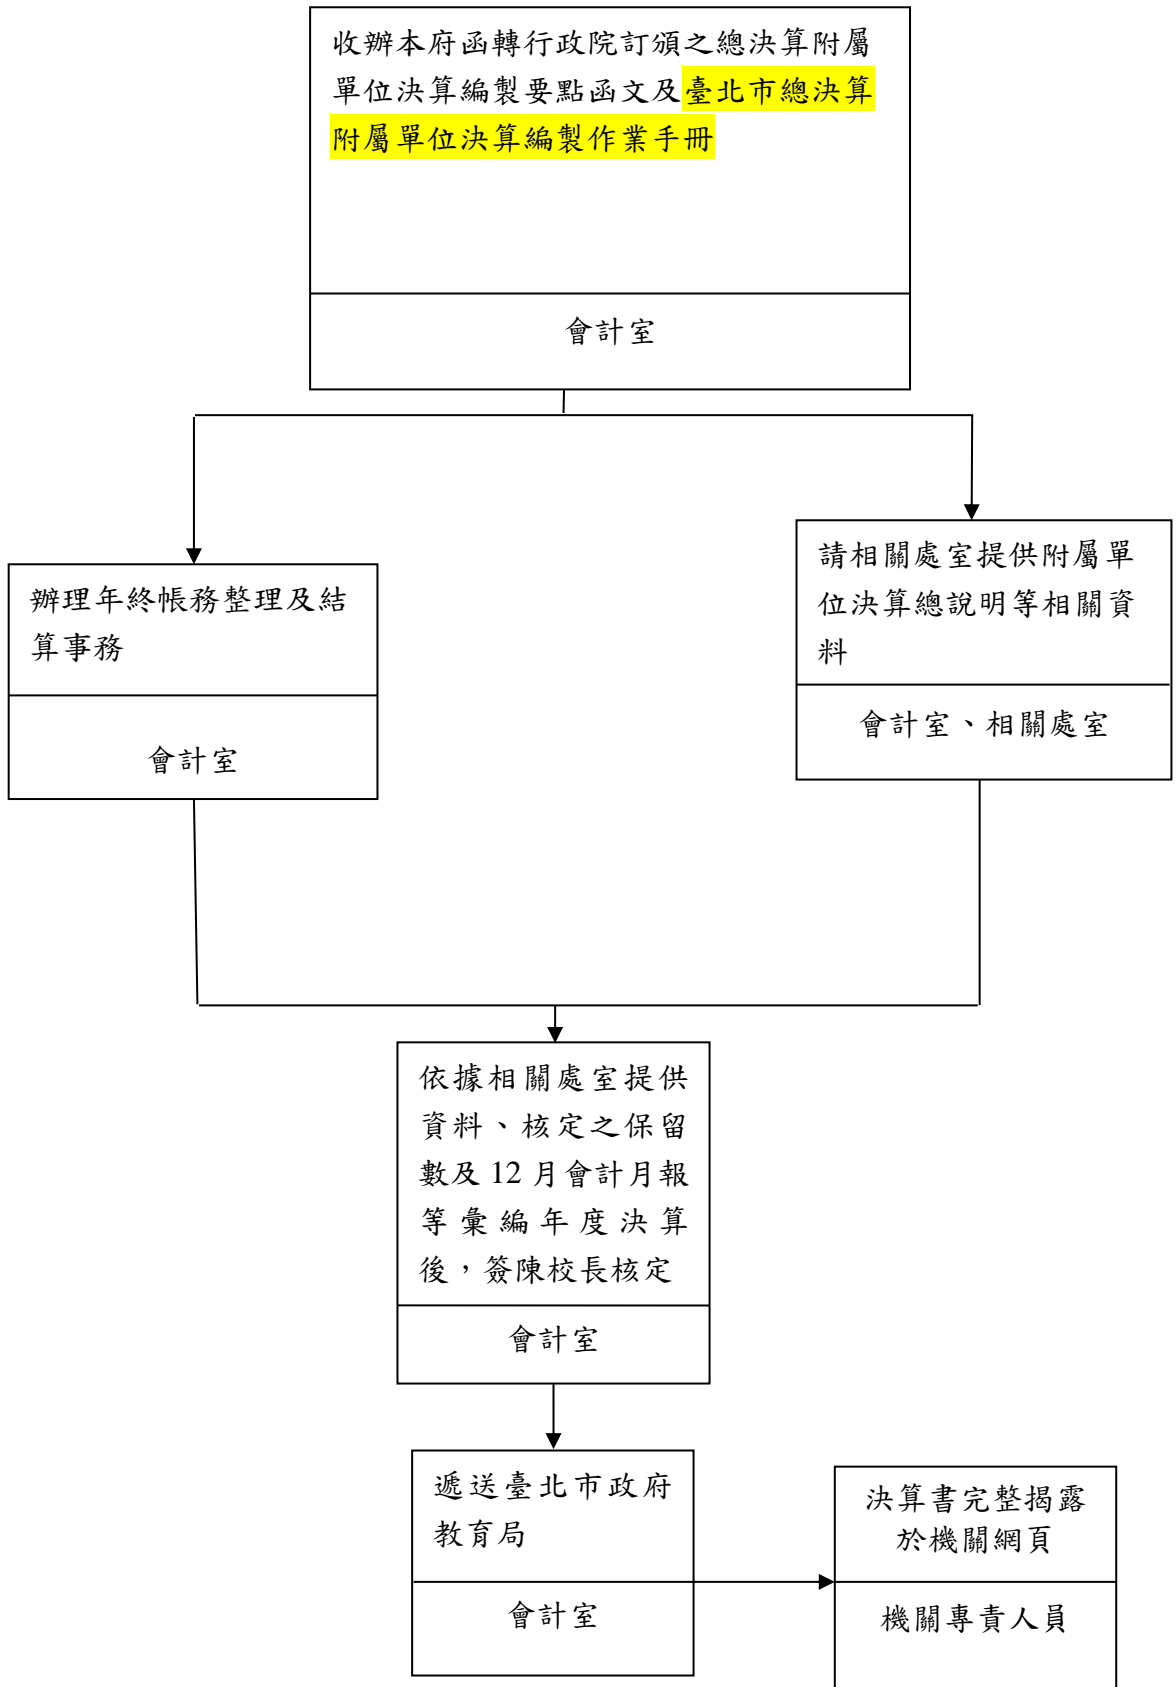 收辦本府函轉行政院訂頒之總決算附屬
單位決算編製要點函文及臺北市總決算
附屬單位決算編製作業手冊
會計室
辦理年終帳務整理及結
算事務
會計室
請相關處室提供附屬單
位決算總說明等相關資
料
會計室、相關處室
依據相關處室提供
資料、核定之保留
數及 12 月會計月報
等彙編年度決算
後，簽陳校長核定
會計室
遞送臺北市政府
教育局
會計室
決算書完整揭露
於機關網頁
機關專責人員